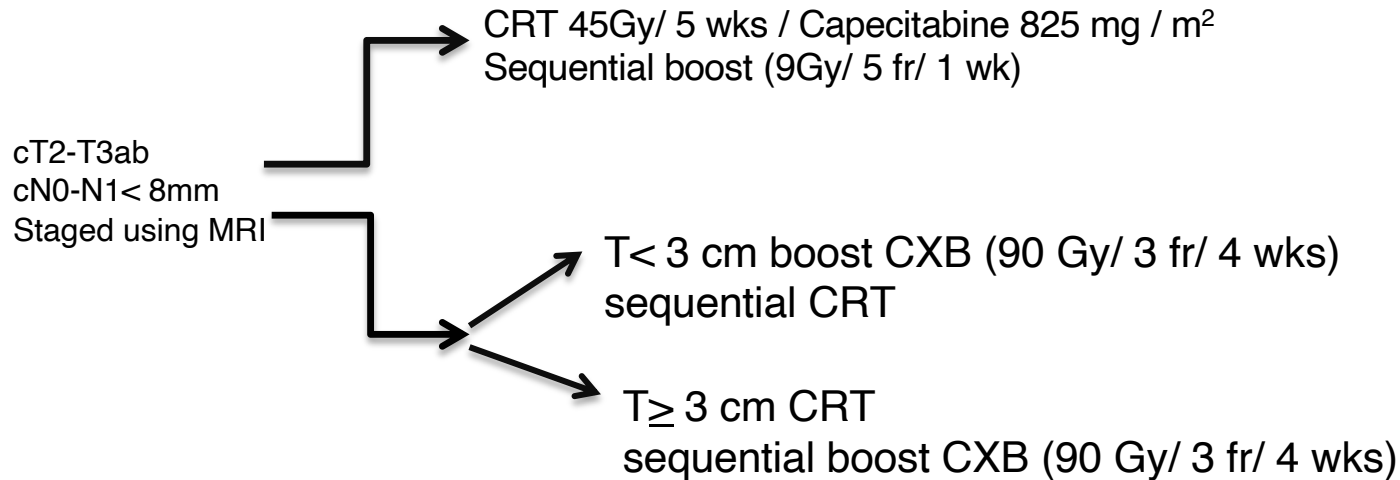 CRT 45Gy/ 5 wks / Capecitabine 825 mg / m²
Sequential boost (9Gy/ 5 fr/ 1 wk)
cT2-T3ab
cN0-N1< 8mm
Staged using MRI
T< 3 cm boost CXB (90 Gy/ 3 fr/ 4 wks)
sequential CRT
T≥ 3 cm CRT
sequential boost CXB (90 Gy/ 3 fr/ 4 wks)